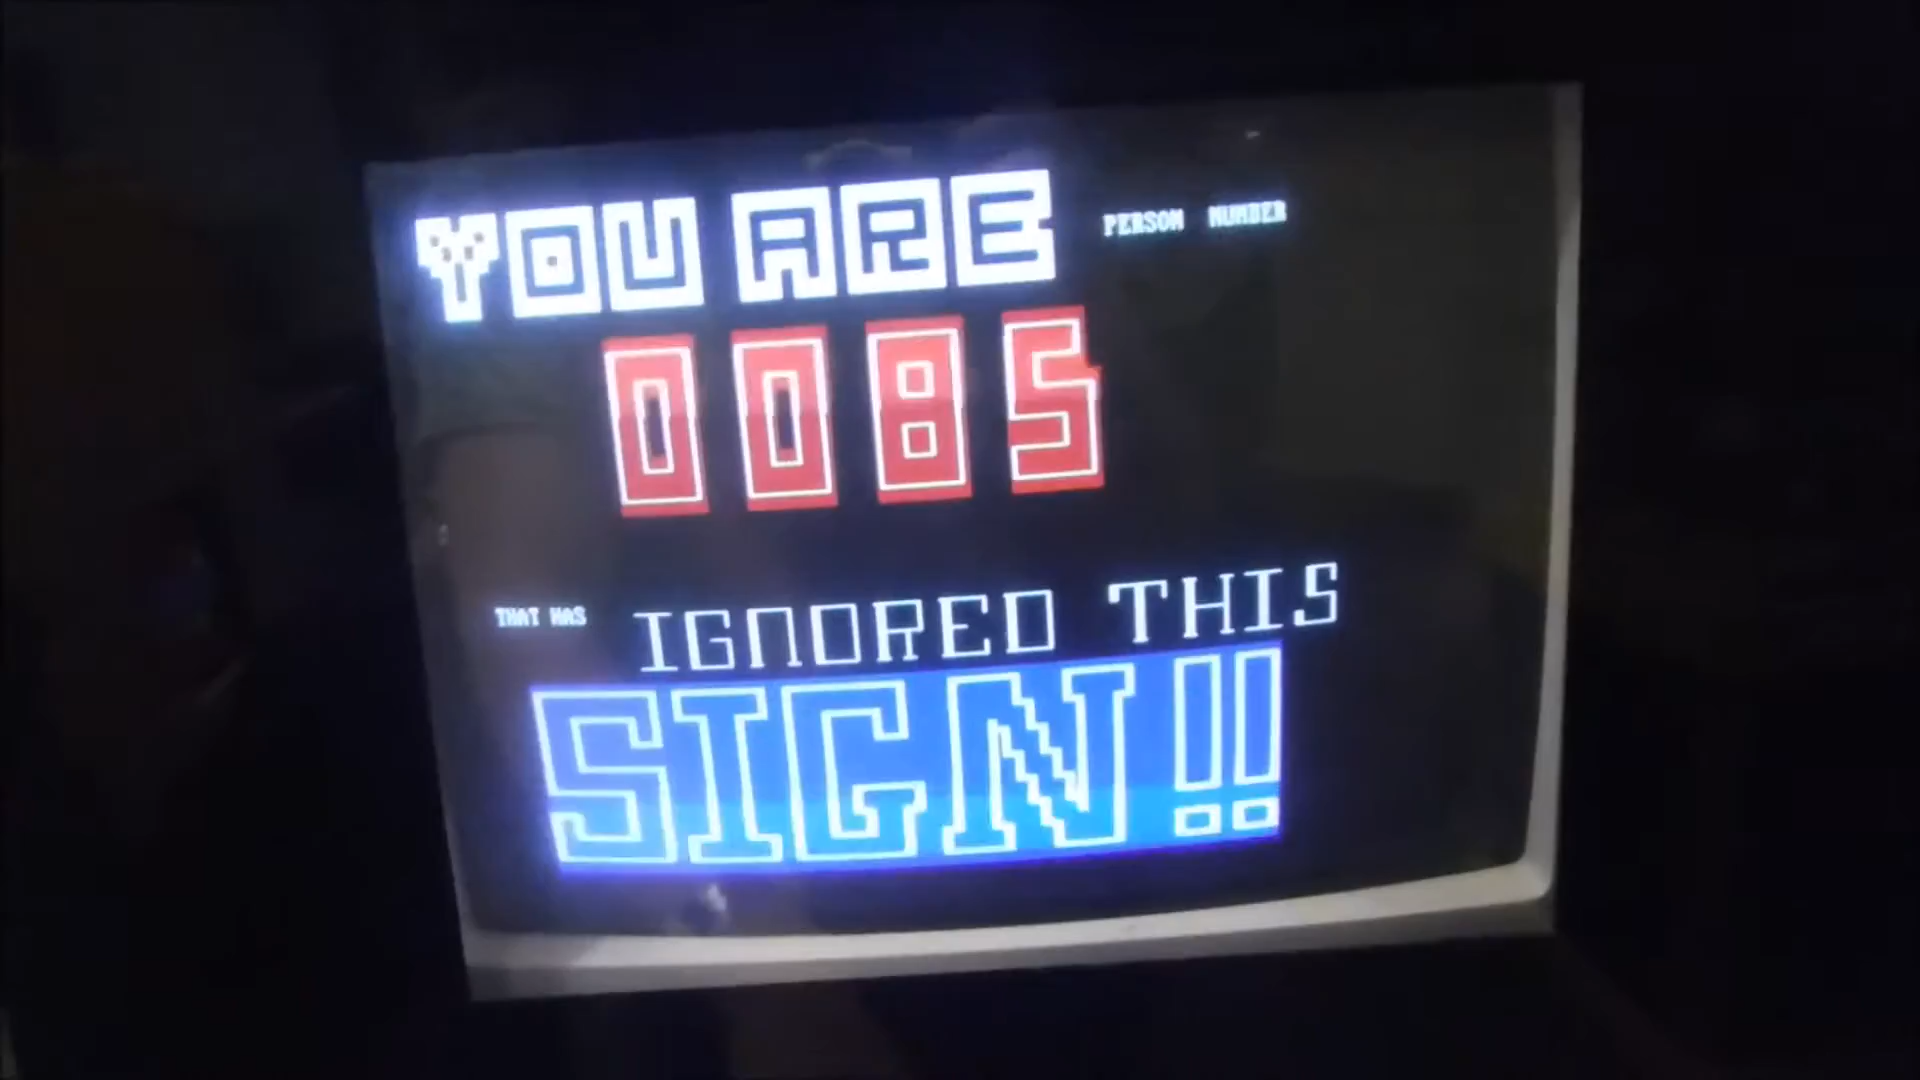 YOU ARE PERSON NUMBER
0085
THAT HAS IGNORED THIS
SIGN!!